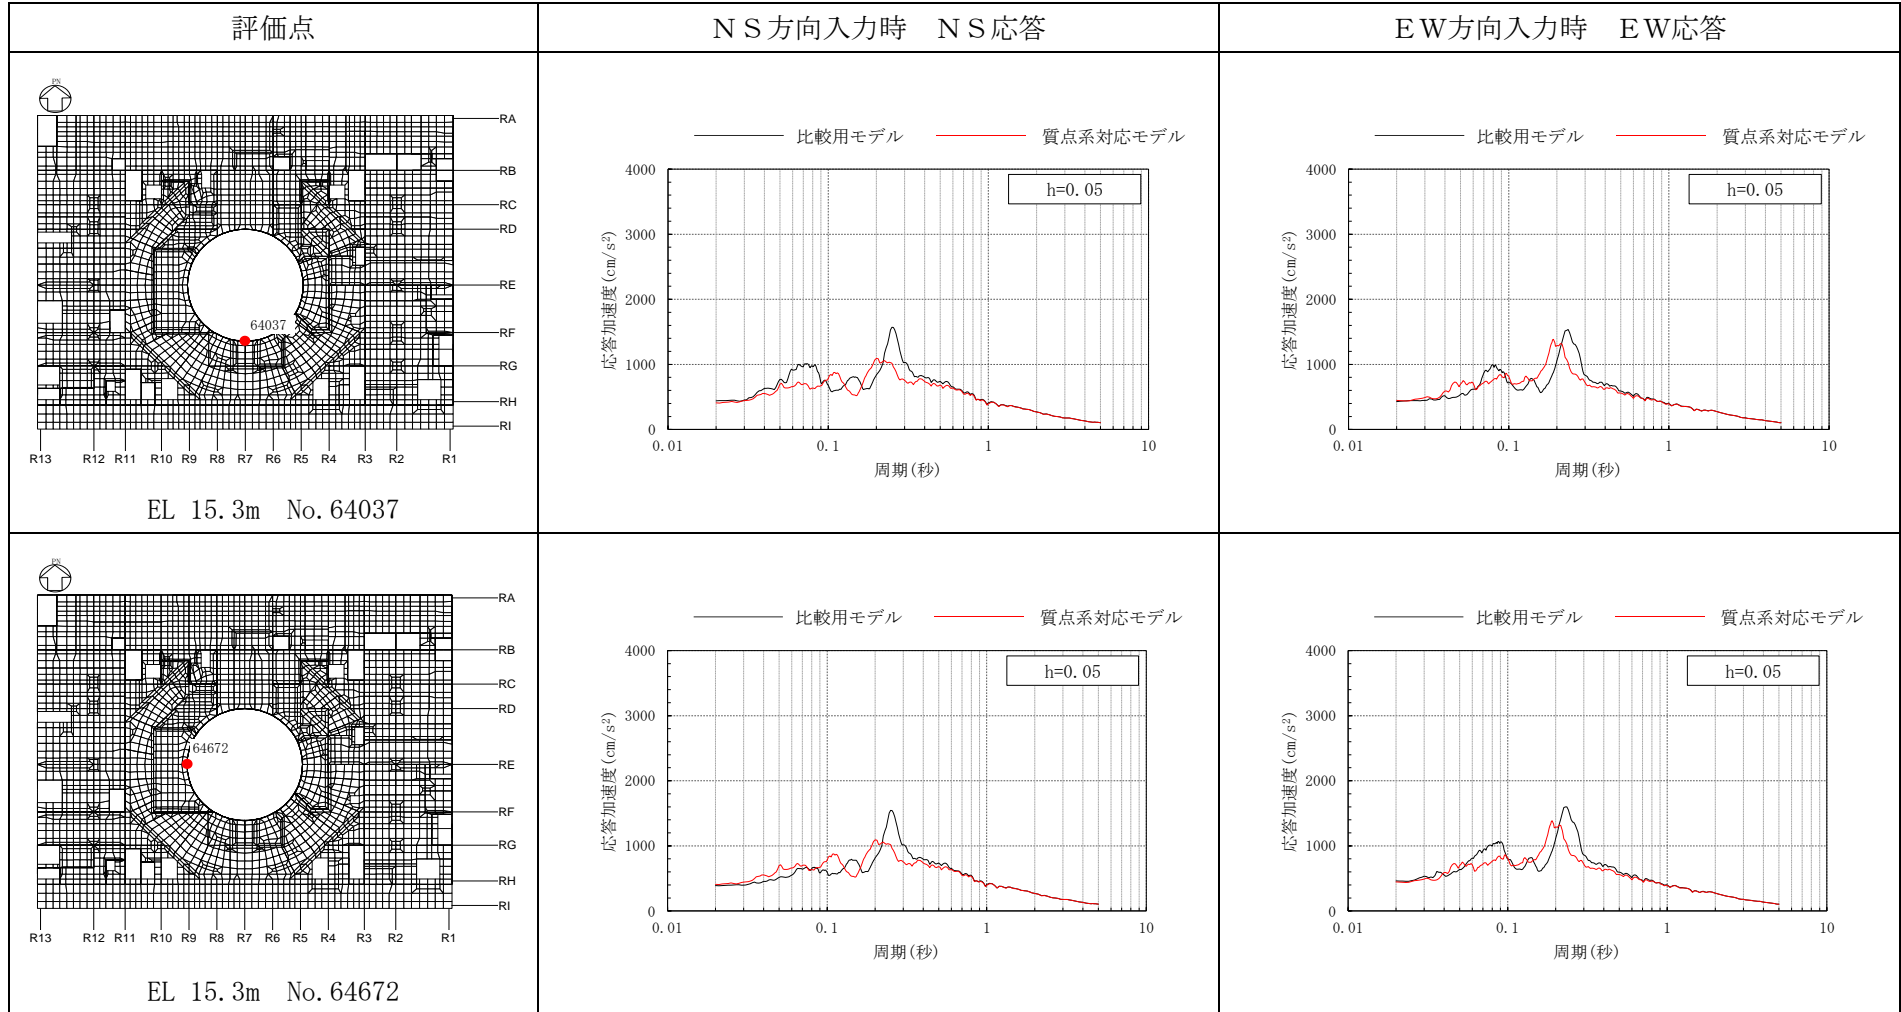 評価点
NS方向入力時　NS応答
EW方向入力時　EW応答
PN
RA
RB
RC
RD
RE
RF
RG
RH
RI
64037
R13 R12 R11 R10 R9 R8 R7 R6 R5 R4 R3 R2 R1
EL 15.3m　No.64037
比較用モデル　質点系対応モデル
h=0.05
応答加速度(cm/s²)
4000
3000
2000
1000
0
0.01 0.1 1 10
周期(秒)
比較用モデル　質点系対応モデル
h=0.05
応答加速度(cm/s²)
4000
3000
2000
1000
0
0.01 0.1 1 10
周期(秒)
PN
RA
RB
RC
RD
RE
RF
RG
RH
RI
64672
R13 R12 R11 R10 R9 R8 R7 R6 R5 R4 R3 R2 R1
EL 15.3m　No.64672
比較用モデル　質点系対応モデル
h=0.05
応答加速度(cm/s²)
4000
3000
2000
1000
0
0.01 0.1 1 10
周期(秒)
比較用モデル　質点系対応モデル
h=0.05
応答加速度(cm/s²)
4000
3000
2000
1000
0
0.01 0.1 1 10
周期(秒)